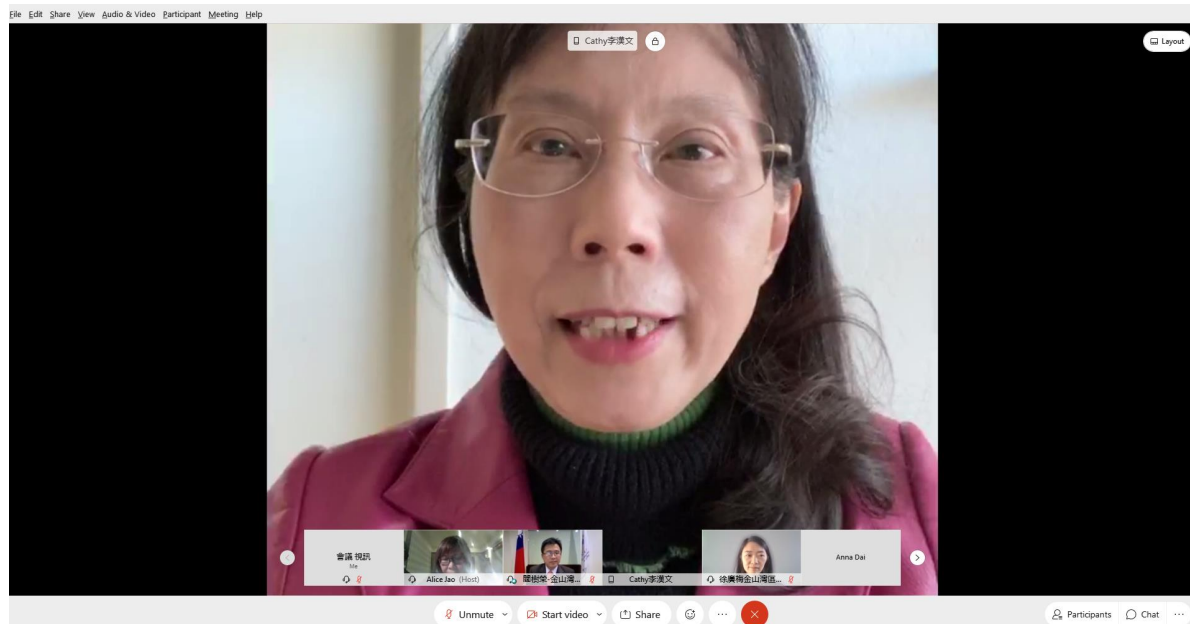 File Edit Share View Audio & Video Participant Meeting Help
Cathy李漢文
Layout
會議 視訊
Me
Alice Jao (Host)
關樹榮-金山灣...
Cathy李漢文
徐廣梅金山灣區...
Anna Dai
Unmute
Start video
Share
Participants
Chat